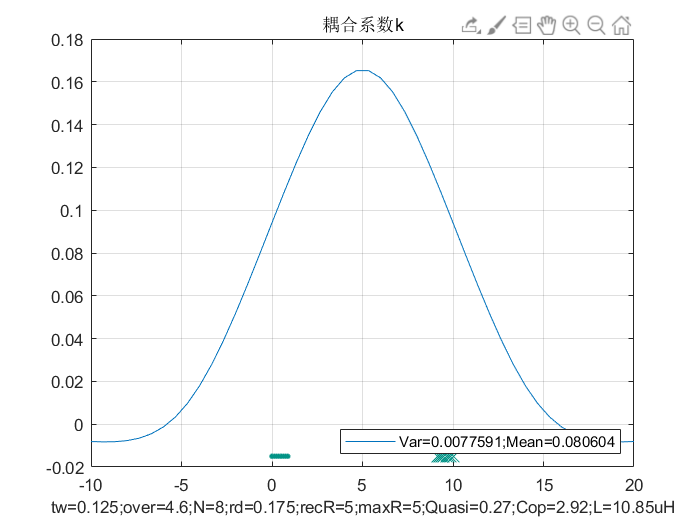 耦合系数k
0.18
0.16
0.14
0.12
0.1
0.08
0.06
0.04
0.02
0
-0.02
Var=0.0077591;Mean=0.080604
-10 -5 0 5 10 15 20
tw=0.125;over=4.6;N=8;rd=0.175;recR=5;maxR=5;Quasi=0.27;Cop=2.92;L=10.85uH